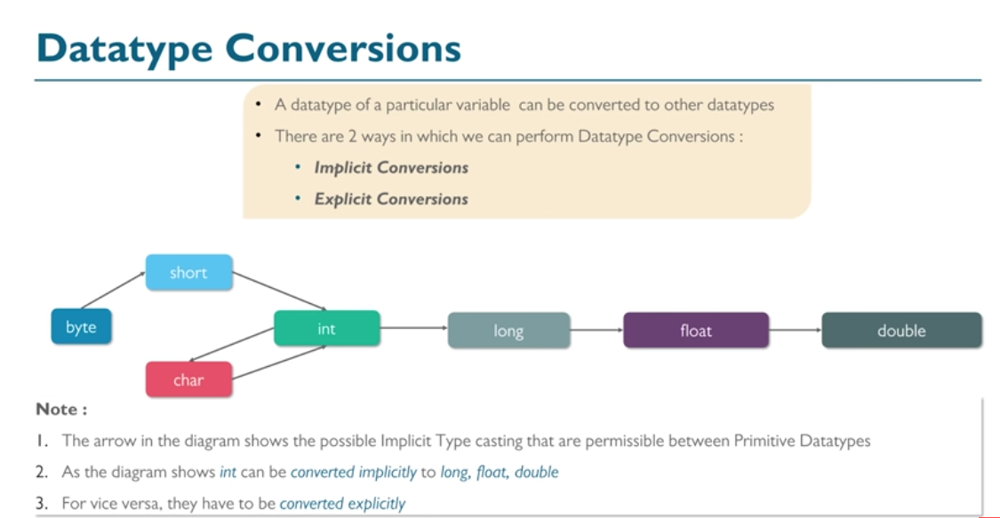 Datatype Conversions
• A datatype of a particular variable can be converted to other datatypes
• There are 2 ways in which we can perform Datatype Conversions :
• Implicit Conversions
• Explicit Conversions
short
byte
int
long
float
double
char
Note :
1. The arrow in the diagram shows the possible Implicit Type casting that are permissible between Primitive Datatypes
2. As the diagram shows int can be converted implicitly to long, float, double
3. For vice versa, they have to be converted explicitly